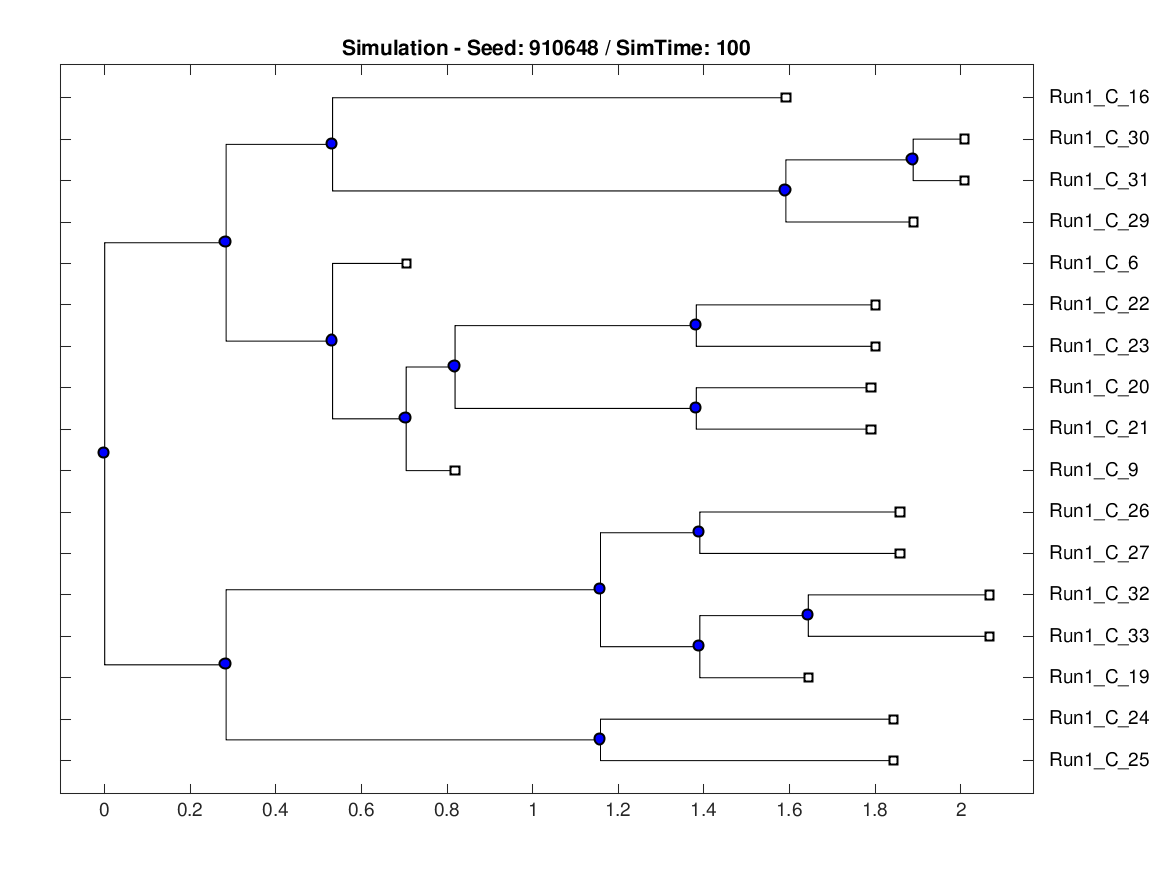 Simulation - Seed: 910648 / SimTime: 100
Run1_C_16
Run1_C_30
Run1_C_31
Run1_C_29
Run1_C_6
Run1_C_22
Run1_C_23
Run1_C_20
Run1_C_21
Run1_C_9
Run1_C_26
Run1_C_27
Run1_C_32
Run1_C_33
Run1_C_19
Run1_C_24
Run1_C_25
0 0.2 0.4 0.6 0.8 1 1.2 1.4 1.6 1.8 2